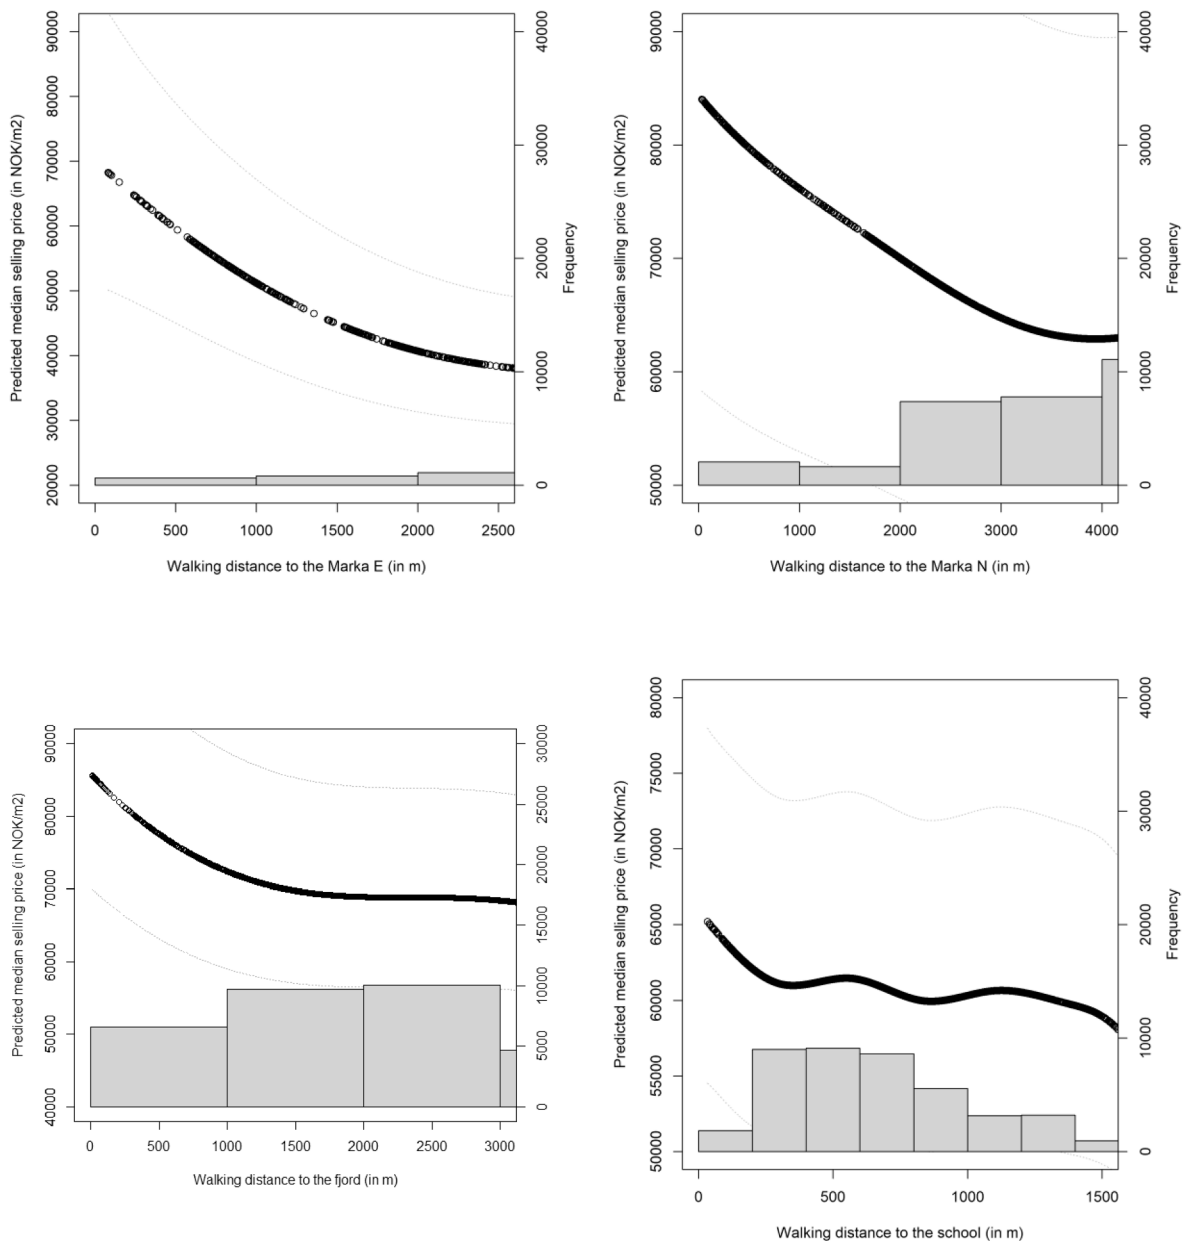 Predicted median selling price (in NOK/m2)
20000 30000 40000 50000 60000 70000 80000 90000
0 10000 20000 30000 40000
Frequency
0 500 1000 1500 2000 2500
Walking distance to the Marka E (in m)
Predicted median selling price (in NOK/m2)
50000 60000 70000 80000 90000
0 10000 20000 30000 40000
Frequency
0 1000 2000 3000 4000
Walking distance to the Marka N (in m)
Predicted median selling price (in NOK/m2)
40000 50000 60000 70000 80000 90000
0 5000 10000 15000 20000 25000 30000
0 500 1000 1500 2000 2500 3000
Walking distance to the fjord (in m)
Predicted median selling price (in NOK/m2)
50000 55000 60000 65000 70000 75000 80000
0 10000 20000 30000 40000
Frequency
0 500 1000 1500
Walking distance to the school (in m)